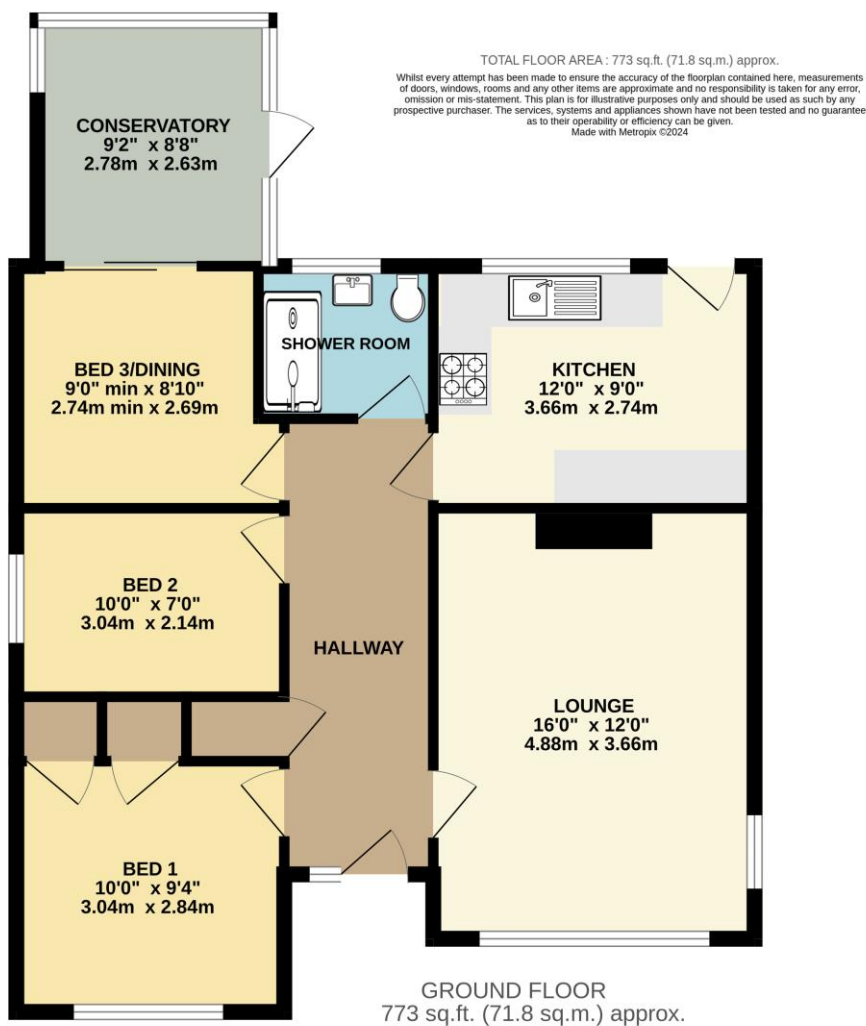 TOTAL FLOOR AREA : 773 sq.ft. (71.8 sq.m.) approx.
Whilst every attempt has been made to ensure the accuracy of the floorplan contained here, measurements
of doors, windows, rooms and any other items are approximate and no responsibility is taken for any error,
omission or mis-statement. This plan is for illustrative purposes only and should be used as such by any
prospective purchaser. The services, systems and appliances shown have not been tested and no guarantee
as to their operability or efficiency can be given.
Made with Metropix ©2024
CONSERVATORY
9'2" x 8'8"
2.78m x 2.63m
BED 3/DINING
9'0" min x 8'10"
2.74m min x 2.69m
SHOWER ROOM
KITCHEN
12'0" x 9'0"
3.66m x 2.74m
BED 2
10'0" x 7'0"
3.04m x 2.14m
HALLWAY
LOUNGE
16'0" x 12'0"
4.88m x 3.66m
BED 1
10'0" x 9'4"
3.04m x 2.84m
GROUND FLOOR
773 sq.ft. (71.8 sq.m.) approx.